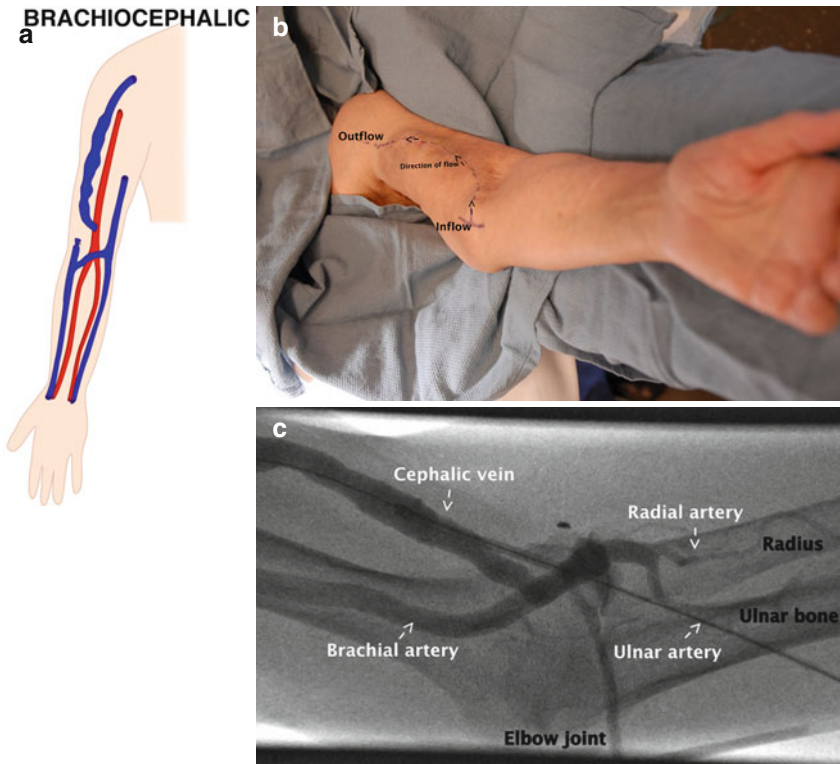 BRACHIOCEPHALIC
a
b
Outflow
Direction of flow
Inflow
c
Cephalic vein
Radial artery
Radius
Ulnar bone
Brachial artery
Ulnar artery
Elbow joint